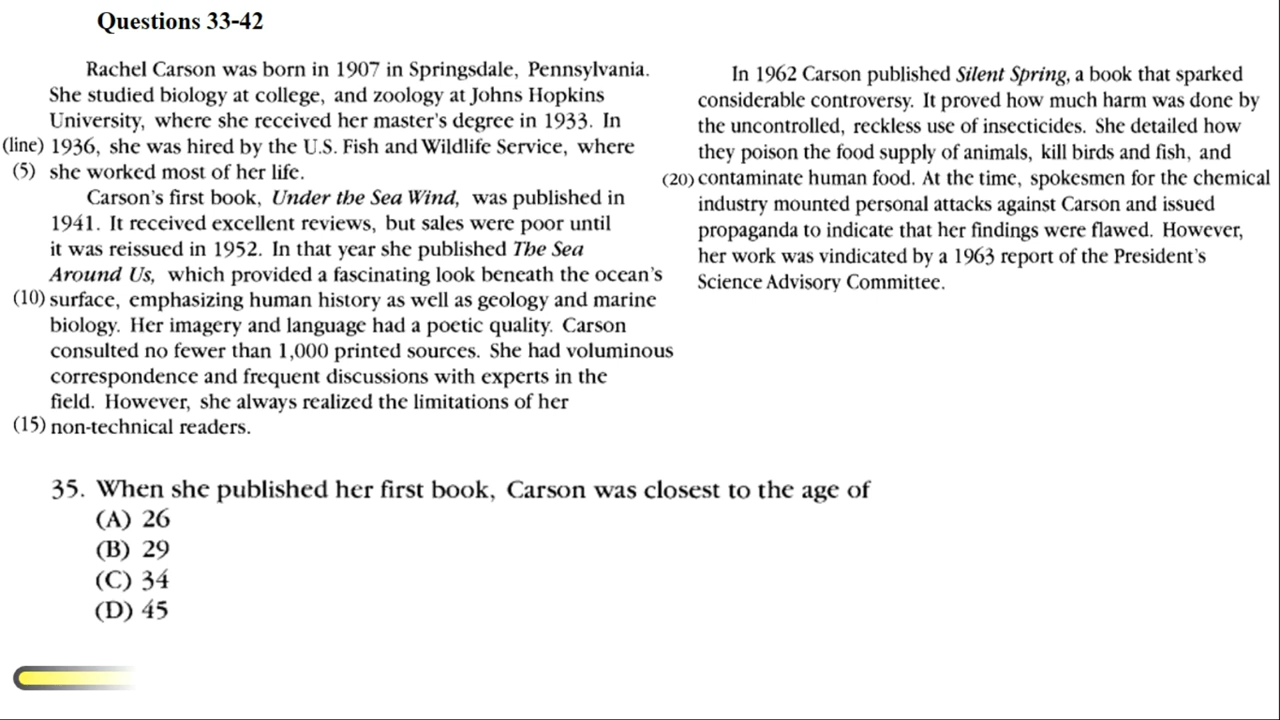 Questions 33-42
Rachel Carson was born in 1907 in Springsdale, Pennsylvania.
She studied biology at college, and zoology at Johns Hopkins
University, where she received her master's degree in 1933. In
(line) 1936, she was hired by the U.S. Fish and Wildlife Service, where
(5) she worked most of her life.
Carson's first book, Under the Sea Wind, was published in
1941. It received excellent reviews, but sales were poor until
it was reissued in 1952. In that year she published The Sea
Around Us, which provided a fascinating look beneath the ocean's
(10) surface, emphasizing human history as well as geology and marine
biology. Her imagery and language had a poetic quality. Carson
consulted no fewer than 1,000 printed sources. She had voluminous
correspondence and frequent discussions with experts in the
field. However, she always realized the limitations of her
(15) non-technical readers.
In 1962 Carson published Silent Spring, a book that sparked
considerable controversy. It proved how much harm was done by
the uncontrolled, reckless use of insecticides. She detailed how
they poison the food supply of animals, kill birds and fish, and
(20) contaminate human food. At the time, spokesmen for the chemical
industry mounted personal attacks against Carson and issued
propaganda to indicate that her findings were flawed. However,
her work was vindicated by a 1963 report of the President's
Science Advisory Committee.
35. When she published her first book, Carson was closest to the age of
(A) 26
(B) 29
(C) 34
(D) 45